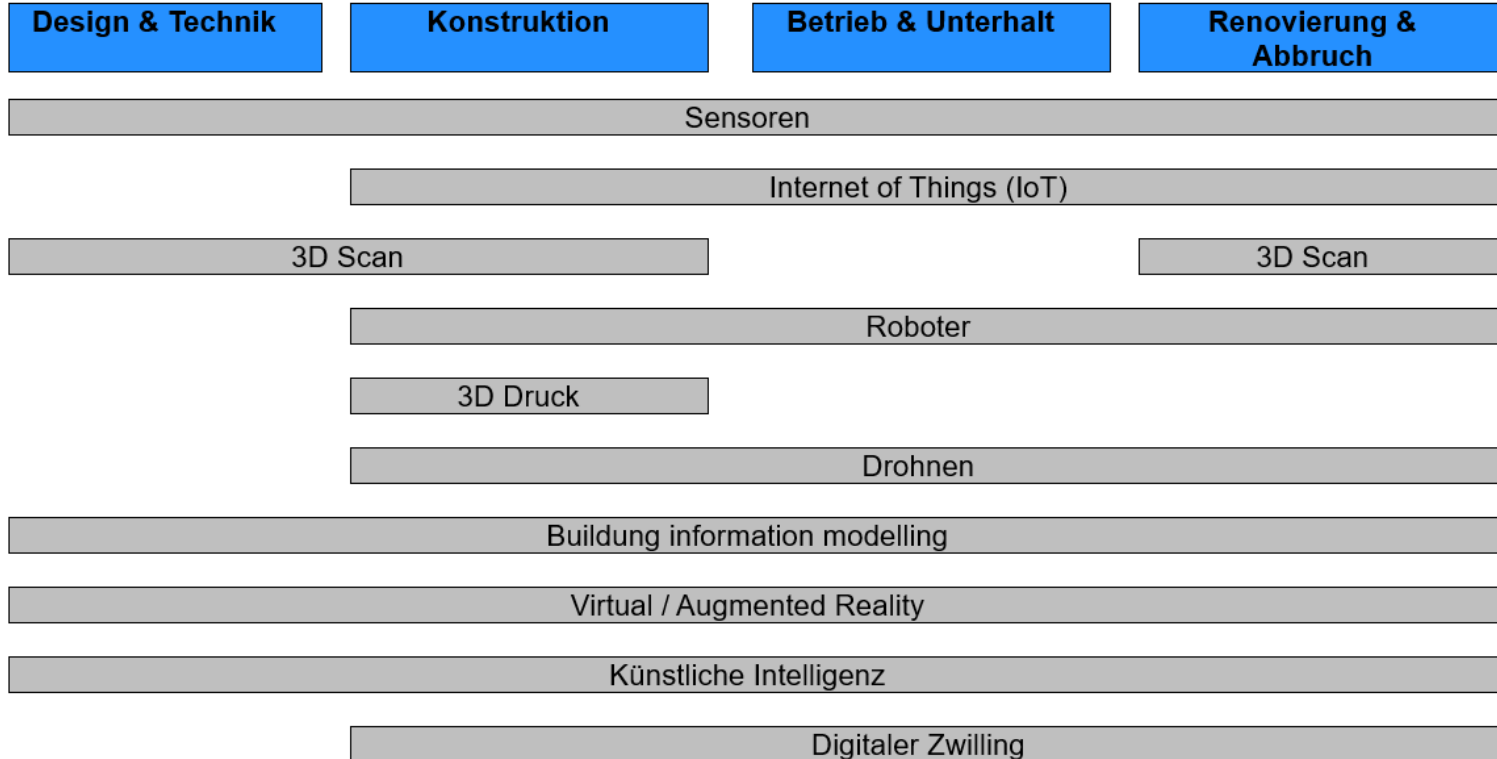 Design & Technik
Konstruktion
Betrieb & Unterhalt
Renovierung &
Abbruch
Sensoren
Internet of Things (IoT)
3D Scan
3D Scan
Roboter
3D Druck
Drohnen
Buildung information modelling
Virtual / Augmented Reality
Künstliche Intelligenz
Digitaler Zwilling